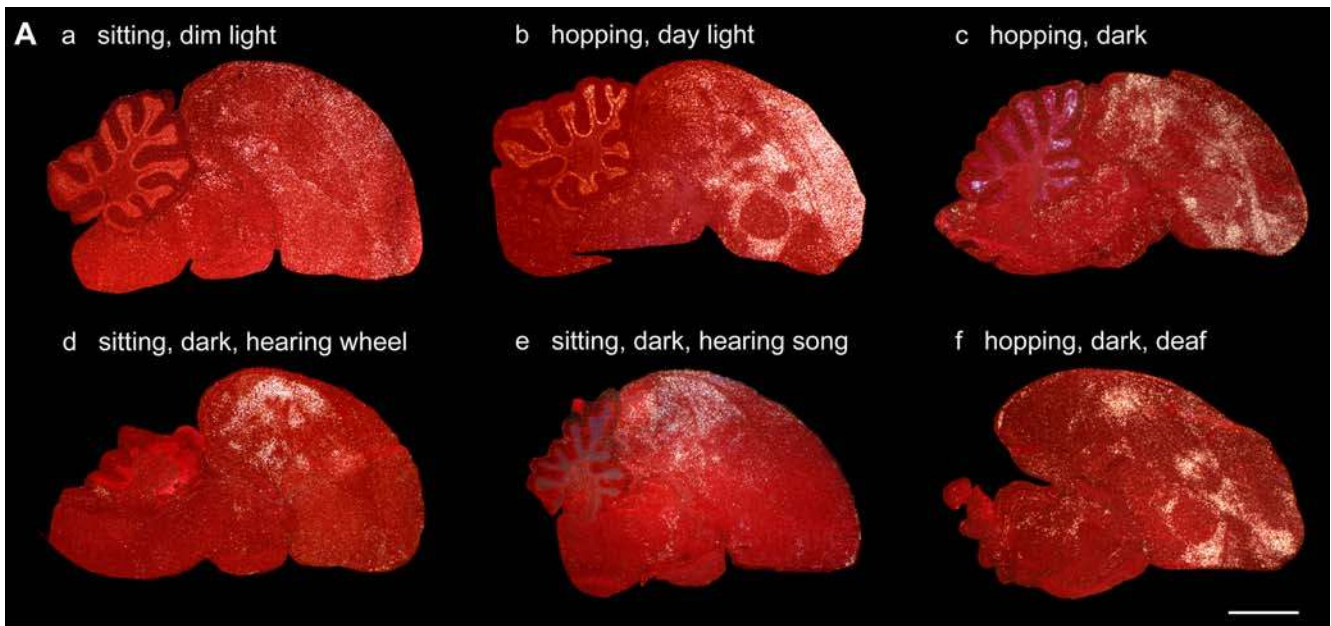 A a sitting, dim light
b hopping, day light
c hopping, dark
d sitting, dark, hearing wheel
e sitting, dark, hearing song
f hopping, dark, deaf